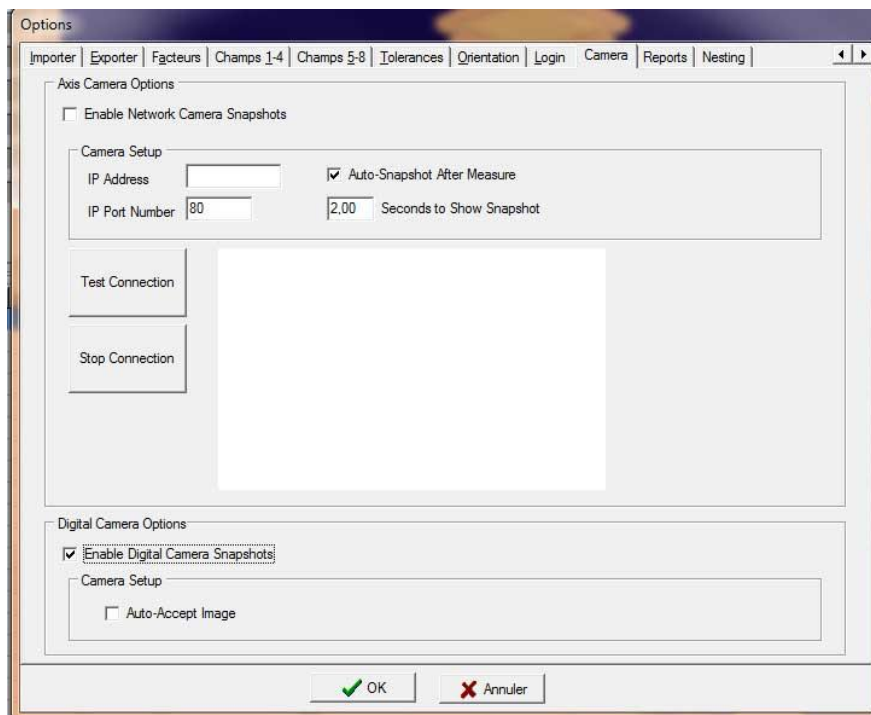 Options
Importer Exporter Facteurs Champs 1-4 Champs 5-8 Tolerances Orientation Login Camera Reports Nesting
Axis Camera Options
Enable Network Camera Snapshots
Camera Setup
IP Address Auto-Snapshot After Measure
IP Port Number 80 2,00 Seconds to Show Snapshot
Test Connection
Stop Connection
Digital Camera Options
Enable Digital Camera Snapshots
Camera Setup
Auto-Accept Image
OK Annuler